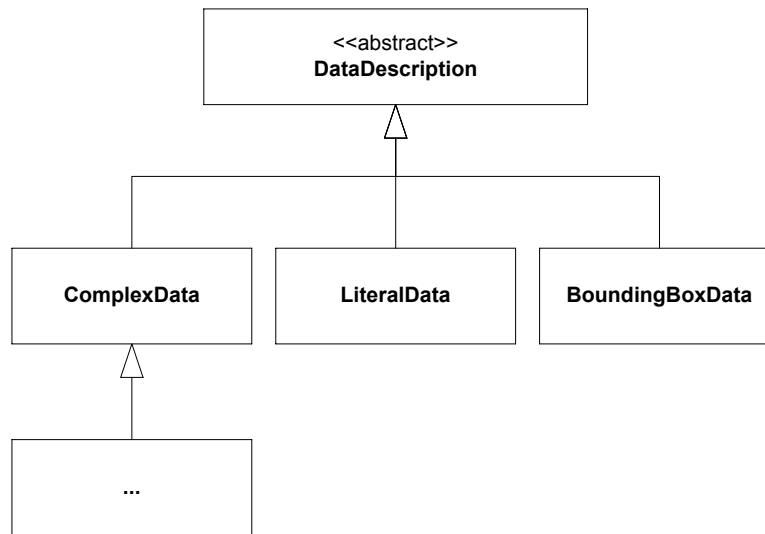 <<abstract>>
DataDescription
ComplexData
LiteralData
BoundingBoxData
...